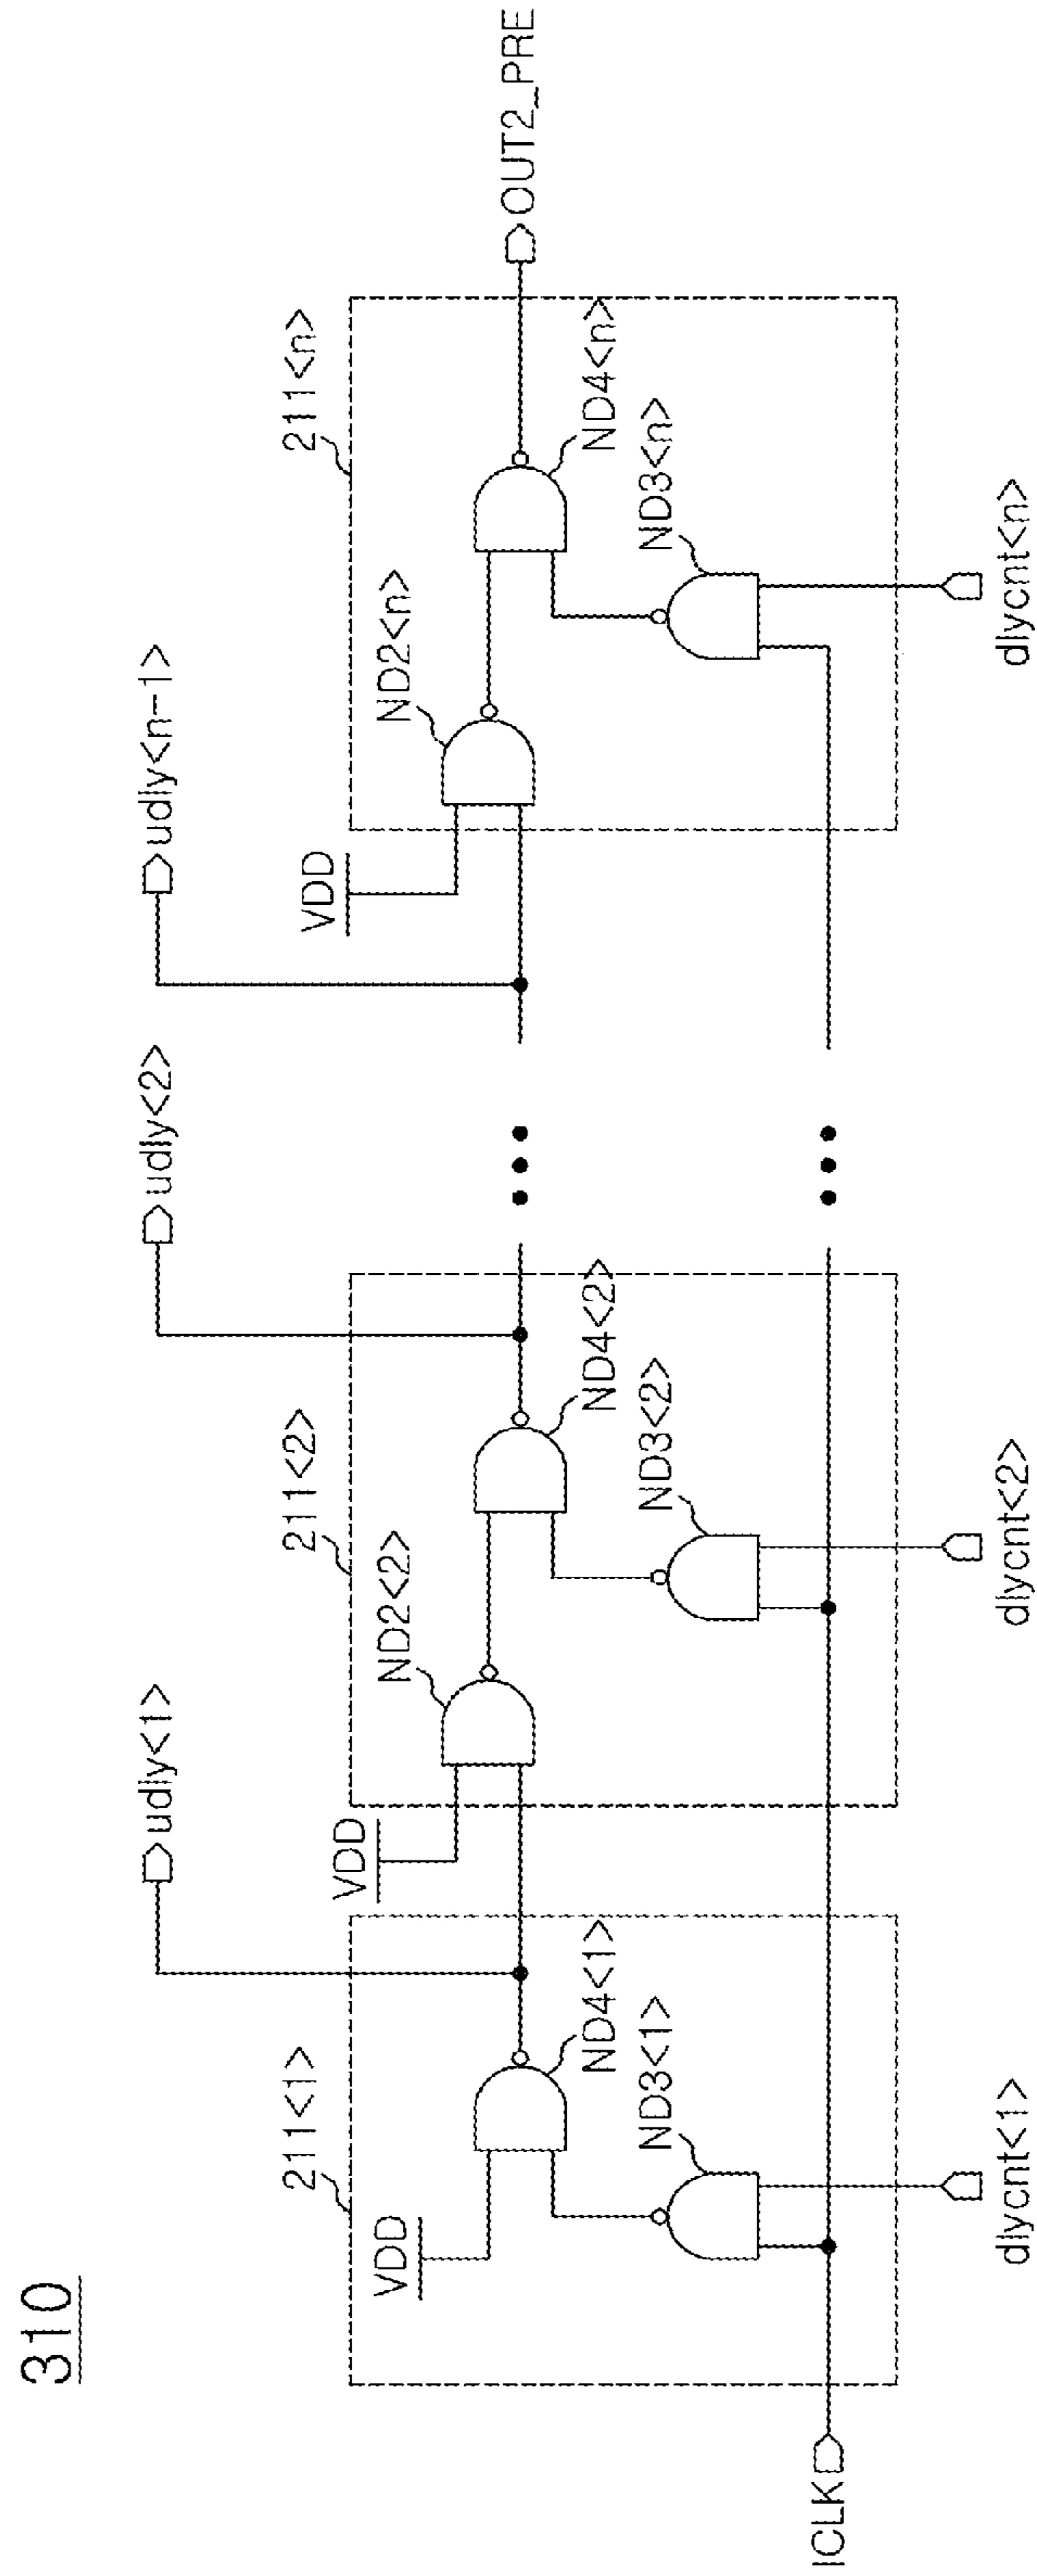 310
udly<1>
udly<2>
udly<n-1>
211<1>
211<2>
211<n>
VDD
VDD
VDD
ND2<2>
ND2<n>
ND4<1>
ND4<2>
ND4<n>
OUT2_PRE
ND3<1>
ND3<2>
ND3<n>
ICLK
dlycnt<1>
dlycnt<2>
dlycnt<n>